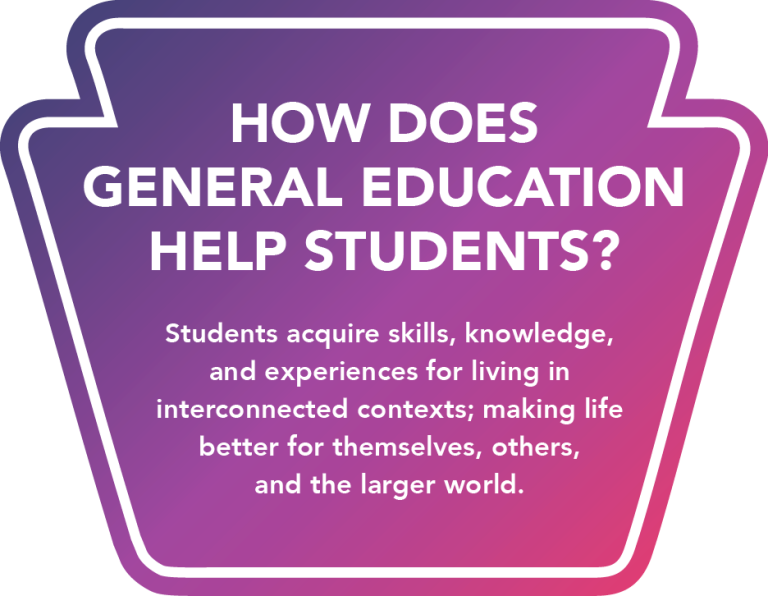 HOW DOES
GENERAL EDUCATION
HELP STUDENTS?
Students acquire skills, knowledge,
and experiences for living in
interconnected contexts; making life
better for themselves, others,
and the larger world.